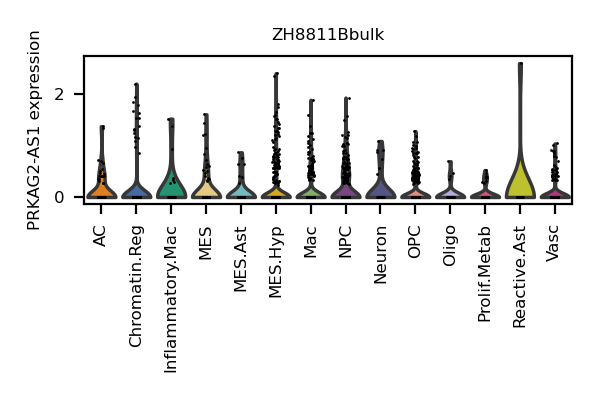 ZH8811Bbulk
PRKAG2-AS1 expression
2
0
AC
Chromatin.Reg
Inflammatory.Mac
MES
MES.Ast
MES.Hyp
Mac
NPC
Neuron
OPC
Oligo
Prolif.Metab
Reactive.Ast
Vasc